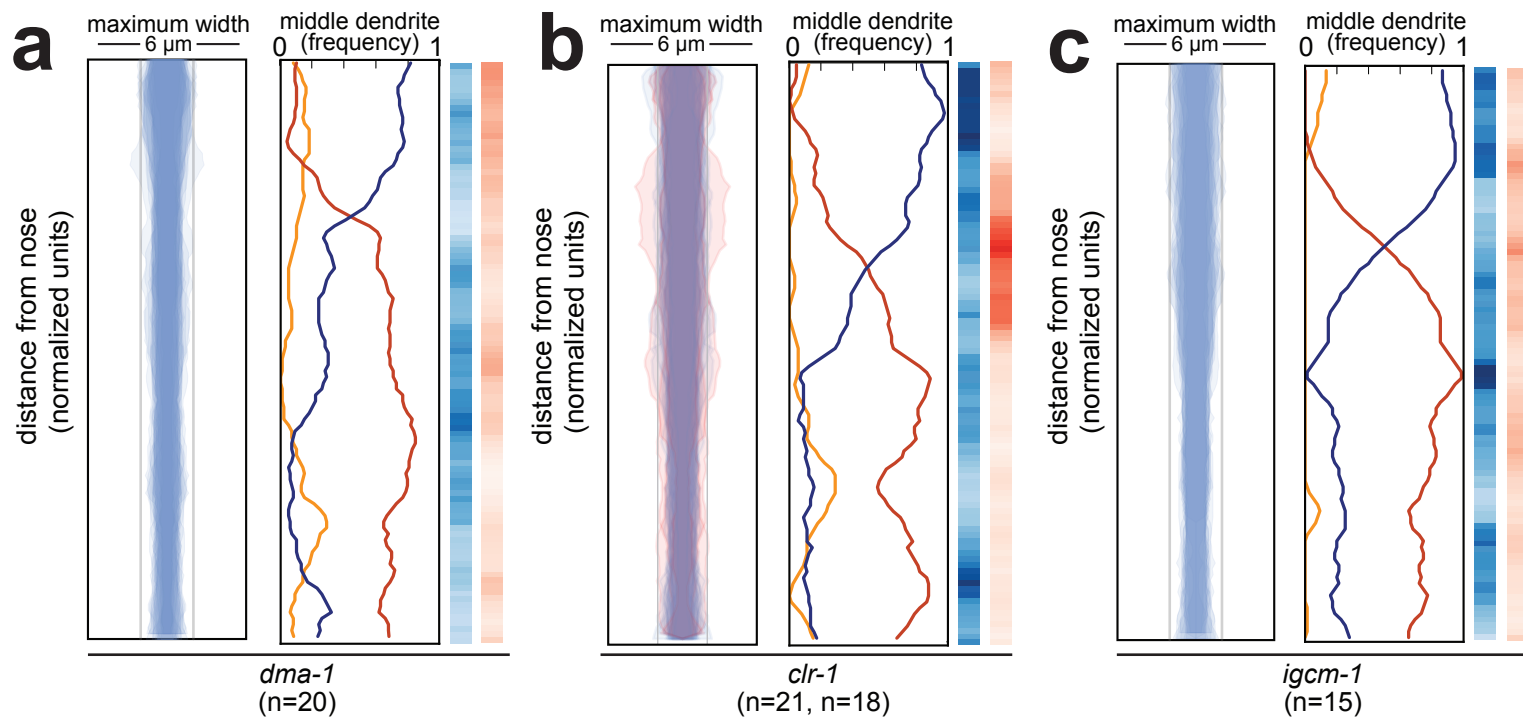 a
maximum width
6 µm
middle dendrite
0 (frequency) 1
distance from nose
(normalized units)
dma-1
(n=20)
b
maximum width
6 µm
middle dendrite
0 (frequency) 1
distance from nose
(normalized units)
clr-1
(n=21, n=18)
c
maximum width
6 µm
middle dendrite
0 (frequency) 1
distance from nose
(normalized units)
igcm-1
(n=15)